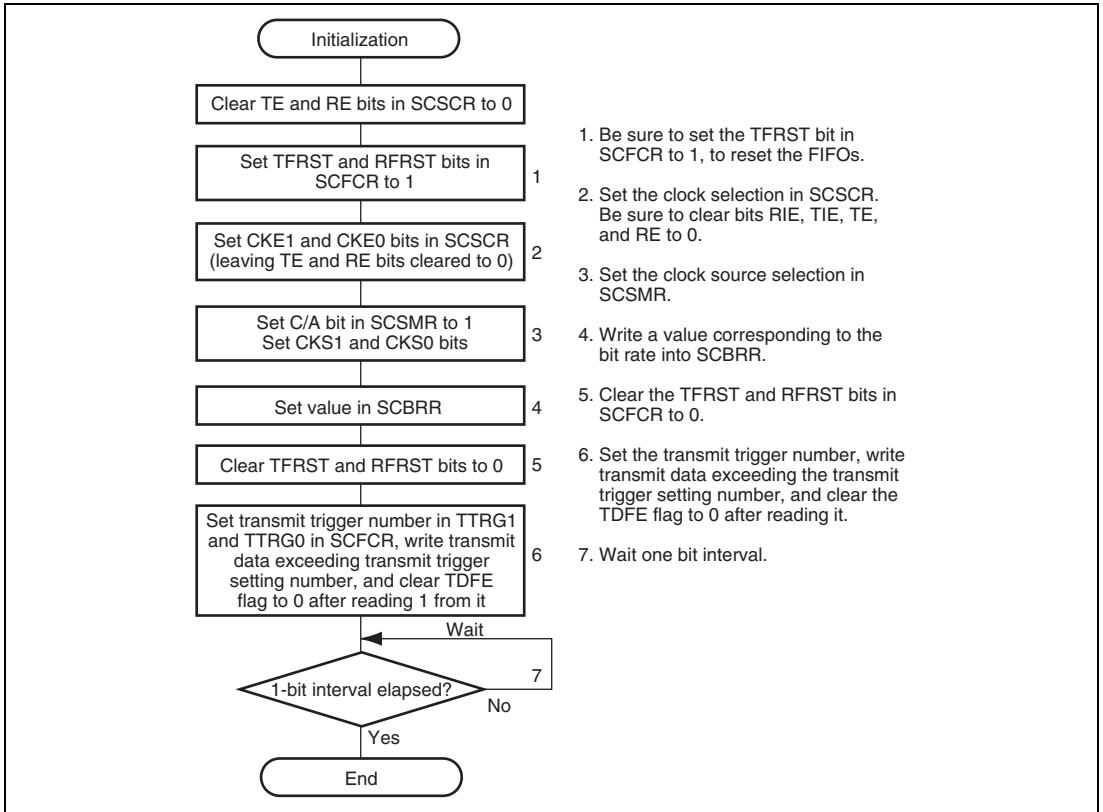 Initialization
Clear TE and RE bits in SCSCR to 0
Set TFRST and RFRST bits in
SCFCR to 1
1
Set CKE1 and CKE0 bits in SCSCR
(leaving TE and RE bits cleared to 0)
2
Set C/A bit in SCSMR to 1
Set CKS1 and CKS0 bits
3
Set value in SCBRR
4
Clear TFRST and RFRST bits to 0
5
Set transmit trigger number in TTRG1
and TTRG0 in SCFCR, write transmit
data exceeding transmit trigger
setting number, and clear TDFE
flag to 0 after reading 1 from it
6
Wait
1-bit interval elapsed?
7
No
Yes
End
1. Be sure to set the TFRST bit in
SCFCR to 1, to reset the FIFOs.
2. Set the clock selection in SCSCR.
Be sure to clear bits RIE, TIE, TE,
and RE to 0.
3. Set the clock source selection in
SCSMR.
4. Write a value corresponding to the
bit rate into SCBRR.
5. Clear the TFRST and RFRST bits in
SCFCR to 0.
6. Set the transmit trigger number, write
transmit data exceeding the transmit
trigger setting number, and clear the
TDFE flag to 0 after reading it.
7. Wait one bit interval.